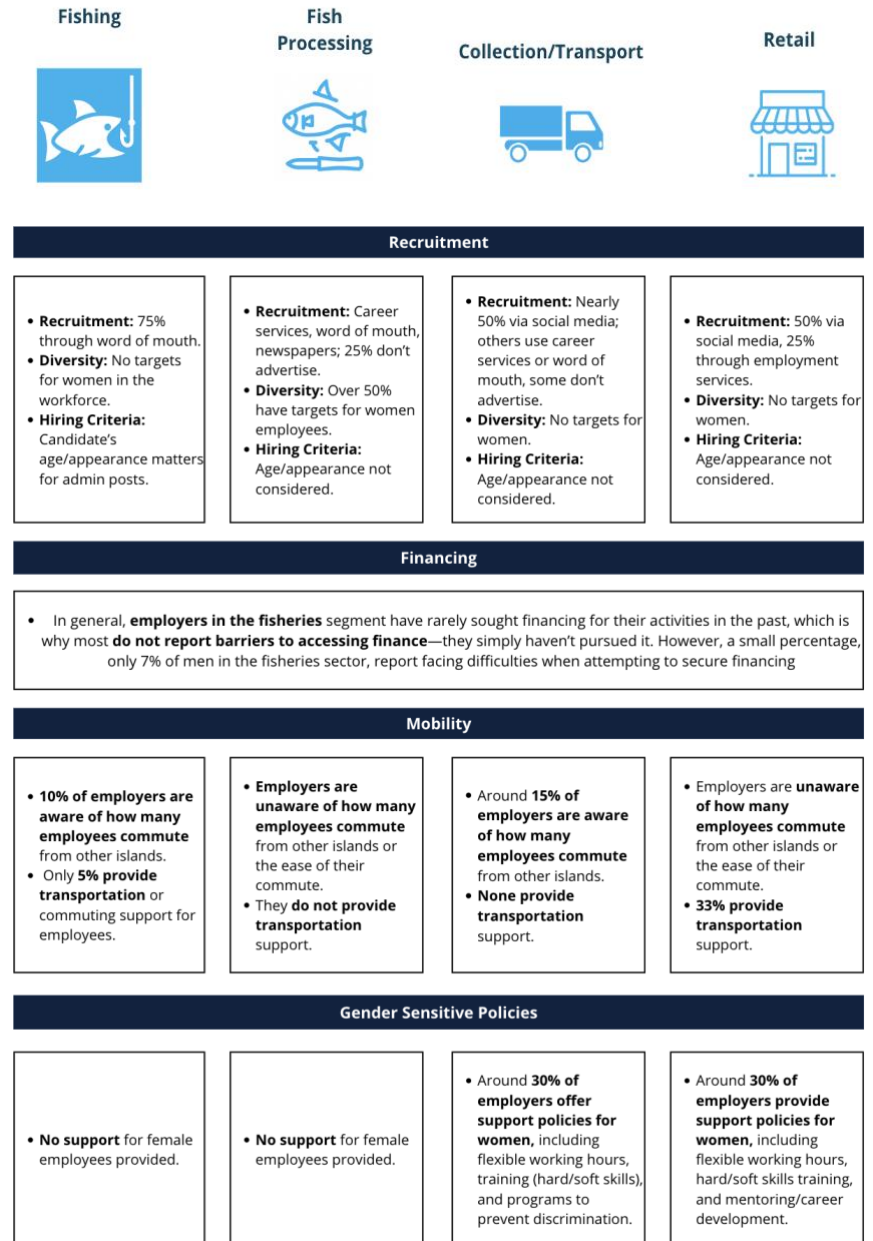 Fishing
Fish
Processing
Collection/Transport
Retail
Recruitment
• Recruitment: 75%
through word of mouth.
• Diversity: No targets
for women in the
workforce.
• Hiring Criteria:
Candidate's
age/appearance matters
for admin posts.
• Recruitment: Career
services, word of mouth,
newspapers; 25% don't
advertise.
• Diversity: Over 50%
have targets for women
employees.
• Hiring Criteria:
Age/appearance not
considered.
• Recruitment: Nearly
50% via social media;
others use career
services or word of
mouth, some don't
advertise.
• Diversity: No targets for
women.
• Hiring Criteria:
Age/appearance not
considered.
• Recruitment: 50% via
social media, 25%
through employment
services.
• Diversity: No targets for
women.
• Hiring Criteria:
Age/appearance not
considered.
Financing
• In general, employers in the fisheries segment have rarely sought financing for their activities in the past, which is
why most do not report barriers to accessing finance—they simply haven't pursued it. However, a small percentage,
only 7% of men in the fisheries sector, report facing difficulties when attempting to secure financing
Mobility
• 10% of employers are
aware of how many
employees commute
from other islands.
• Only 5% provide
transportation or
commuting support for
employees.
• Employers are
unaware of how many
employees commute
from other islands or
the ease of their
commute.
• They do not provide
transportation
support.
• Around 15% of
employers are aware
of how many
employees commute
from other islands.
• None provide
transportation
support.
• Employers are unaware
of how many
employees commute
from other islands or
the ease of their
commute.
• 33% provide
transportation
support.
Gender Sensitive Policies
• No support for female
employees provided.
• No support for female
employees provided.
• Around 30% of
employers offer
support policies for
women, including
flexible working hours,
training (hard/soft skills),
and programs to
prevent discrimination.
• Around 30% of
employers provide
support policies for
women, including
flexible working hours,
hard/soft skills training,
and mentoring/career
development.